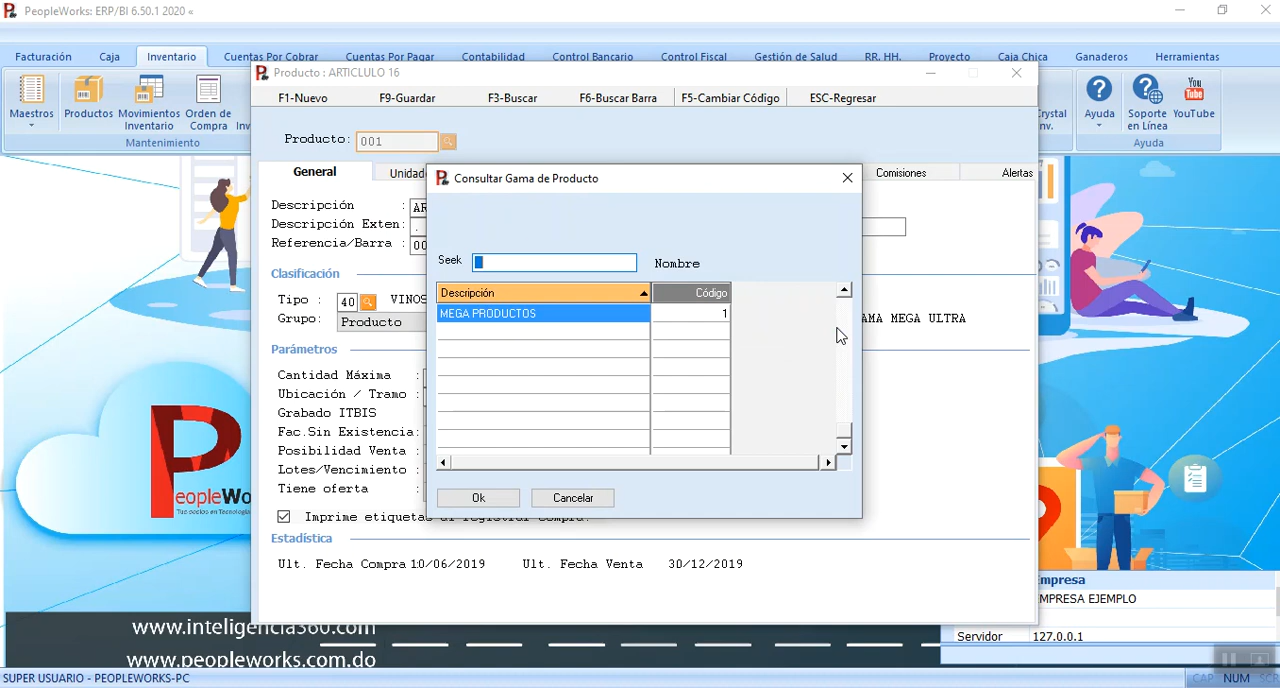 PeopleWorks: ERP/BI 6.50.1 2020 «
Facturación Caja Inventario Cuentas Por Cobrar Cuentas Por Pagar Contabilidad Control Bancario Control Fiscal Gestión de Salud RR. HH. Proyecto Caja Chica Ganaderos Herramientas
Maestros Productos Movimientos Inventario Orden de Compra
Mantenimiento
Ayuda Soporte en Línea YouTube
Ayuda
Producto : ARTICLULO 16
F1-Nuevo F9-Guardar F3-Buscar F6-Buscar Barra F5-Cambiar Código ESC-Regresar
Producto: 001
General Comisiones Alertas
Descripción :
Descripción Exten: .
Referencia/Barra :
Clasificación
Tipo : 40
Grupo: Producto
MEGA ULTRA
Parámetros
Cantidad Máxima :
Ubicación / Tramo :
Grabado ITBIS
Fac.Sin Existencia:
Posibilidad Venta :
Lotes/Vencimiento :
Tiene oferta :
Imprime etiquetas al registrar compra.
Estadística
Ult. Fecha Compra 10/06/2019 Ult. Fecha Venta 30/12/2019
Consultar Gama de Producto
Seek Nombre
Descripción Código
MEGA PRODUCTOS 1
Ok Cancelar
PeopleWo
www.inteligencia360.com
www.peopleworks.com.do
mpresa
MPRESA EJEMPLO
Servidor 127.0.0.1
SUPER USUARIO - PEOPLEWORKS-PC
CAP NUM SCR